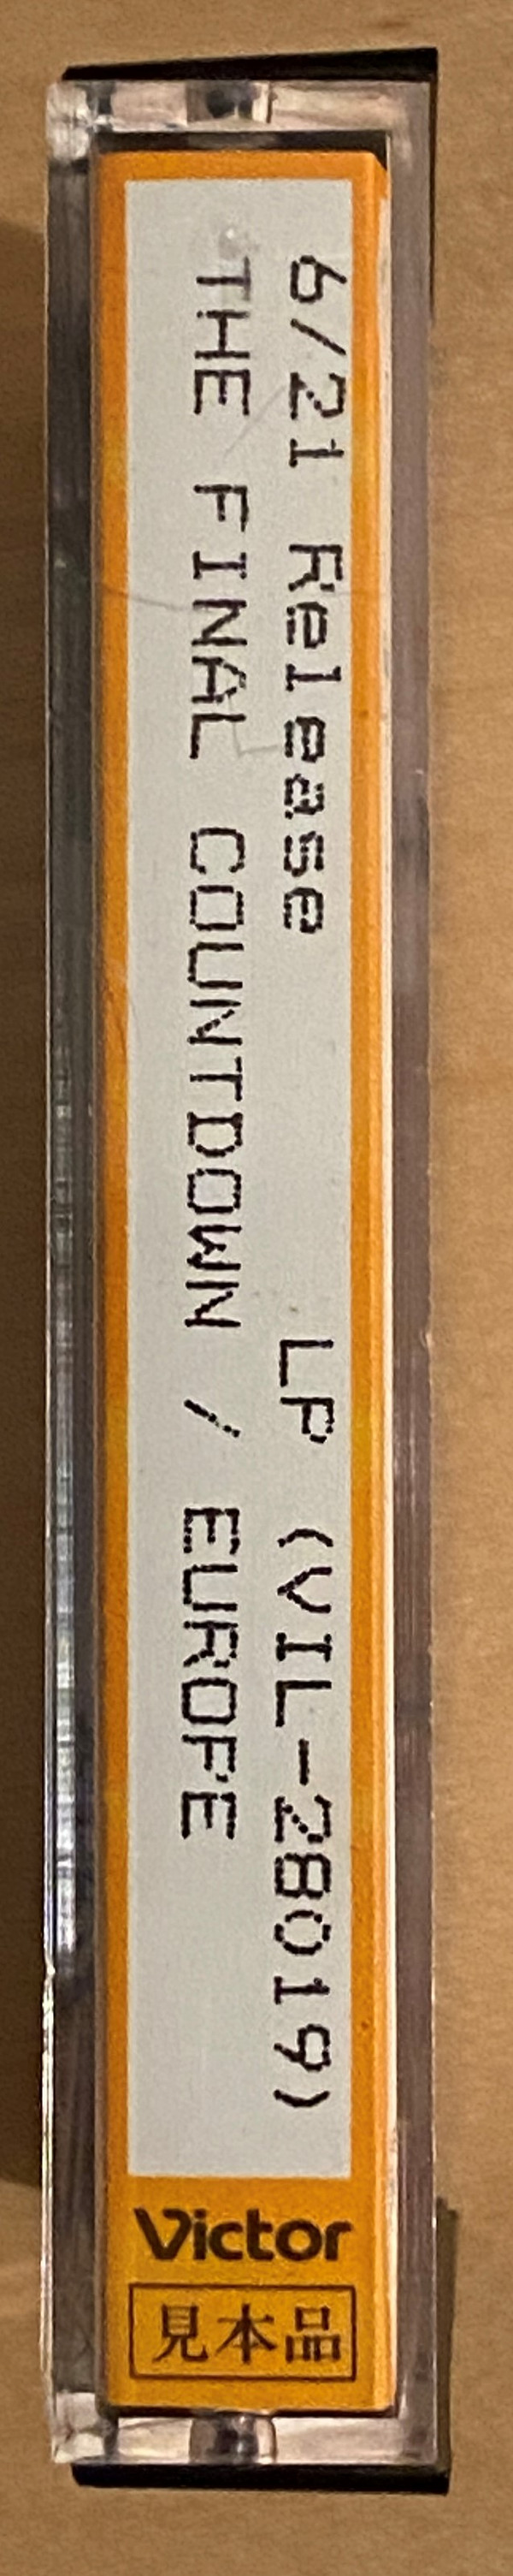 6/21 Release LP (VIL-28019)
THE FINAL COUNTDOWN / EUROPE
Victor
見本品